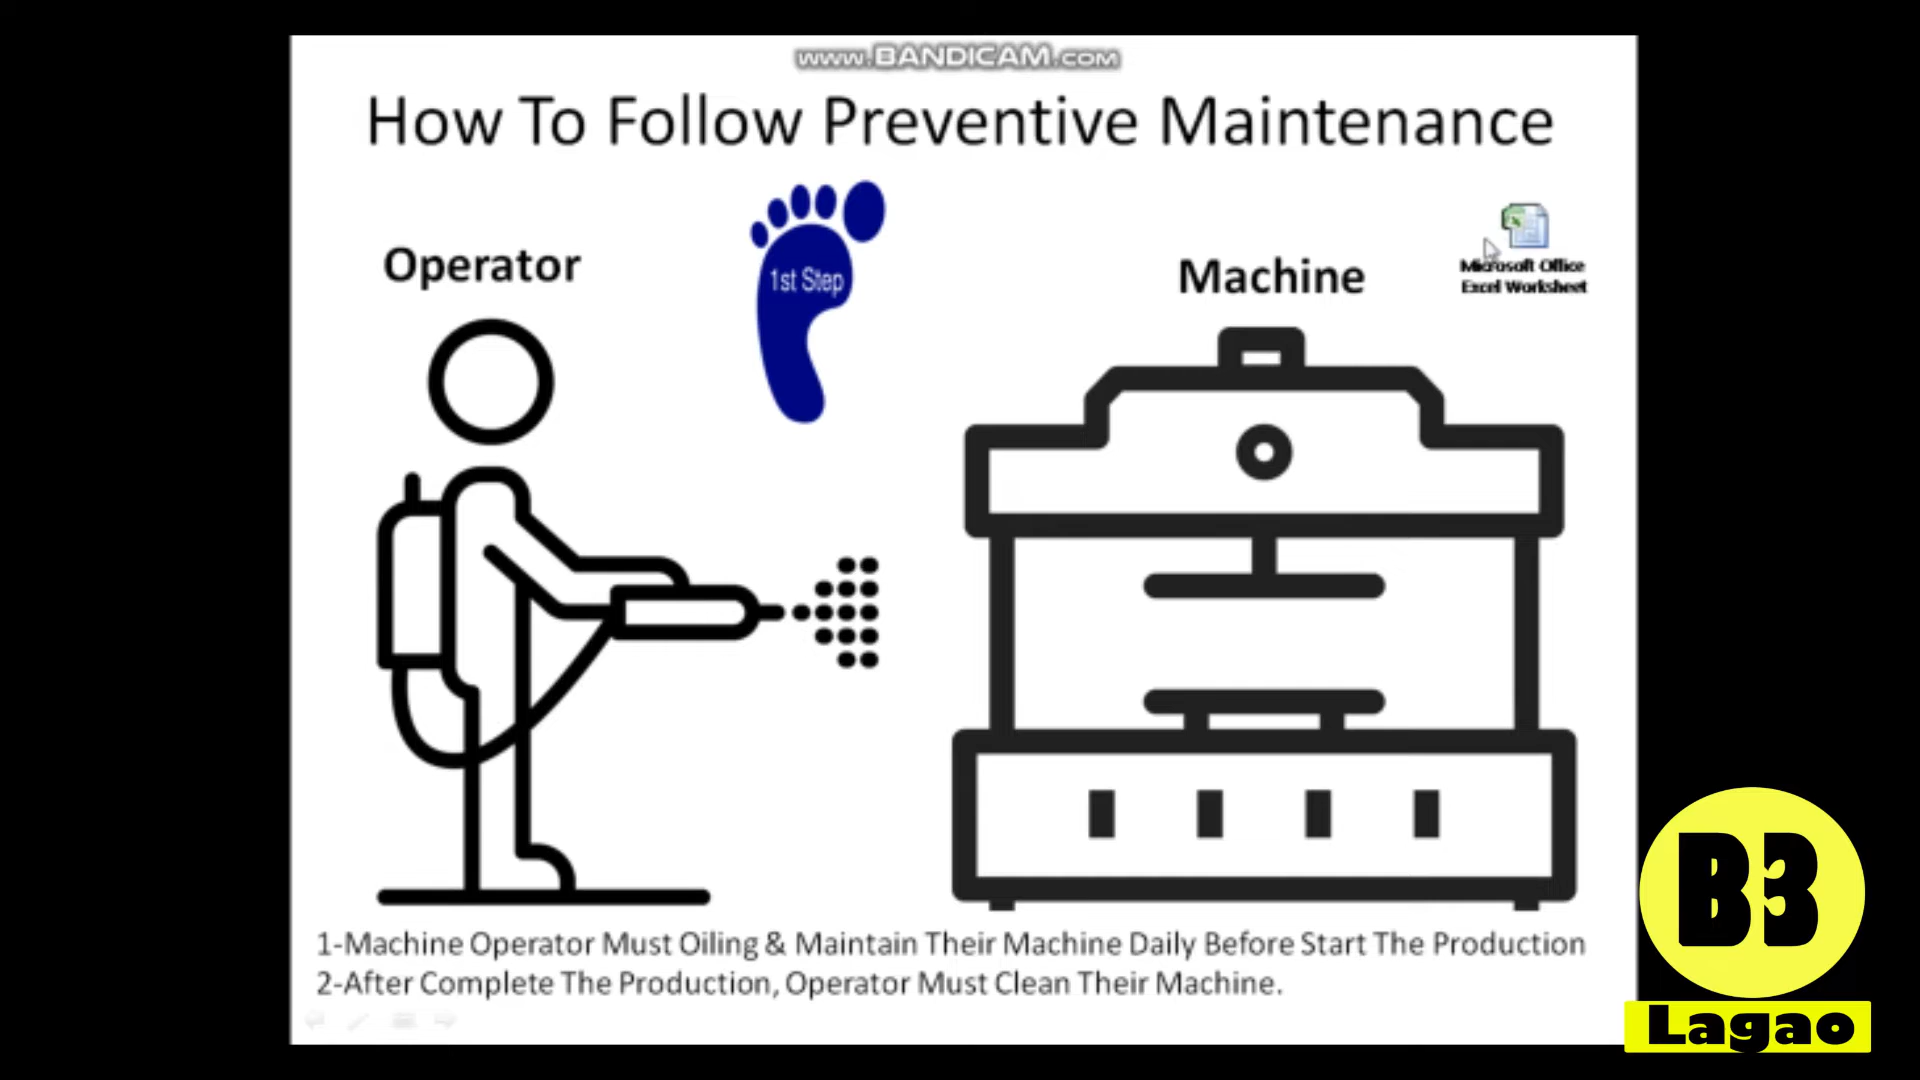 www.BANDICAM.com
How To Follow Preventive Maintenance
Operator
1st Step
Machine
Microsoft Office
Excel Worksheet
1-Machine Operator Must Oiling & Maintain Their Machine Daily Before Start The Production
2-After Complete The Production, Operator Must Clean Their Machine.
B3
Lagao